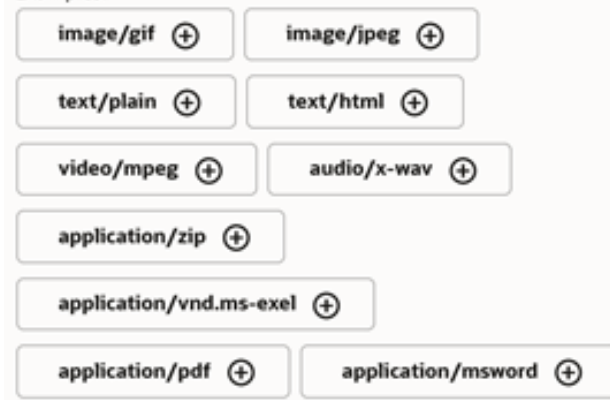 image/gif image/jpeg
text/plain text/html
video/mpeg audio/x-wav
application/zip
application/vnd.ms-exel
application/pdf application/msword